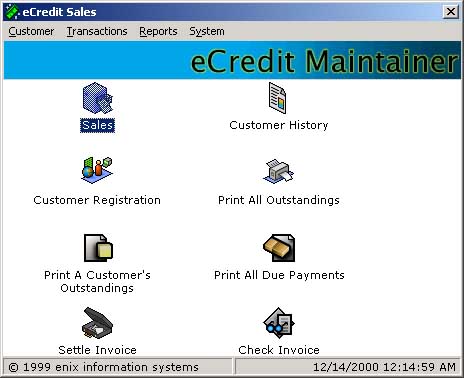 eCredit Sales
Customer Transactions Reports System
eCredit Maintainer
Sales
Customer History
Customer Registration
Print All Outstandings
Print A Customer's
Outstandings
Print All Due Payments
Settle Invoice
Check Invoice
© 1999 enix information systems
12/14/2000 12:14:59 AM